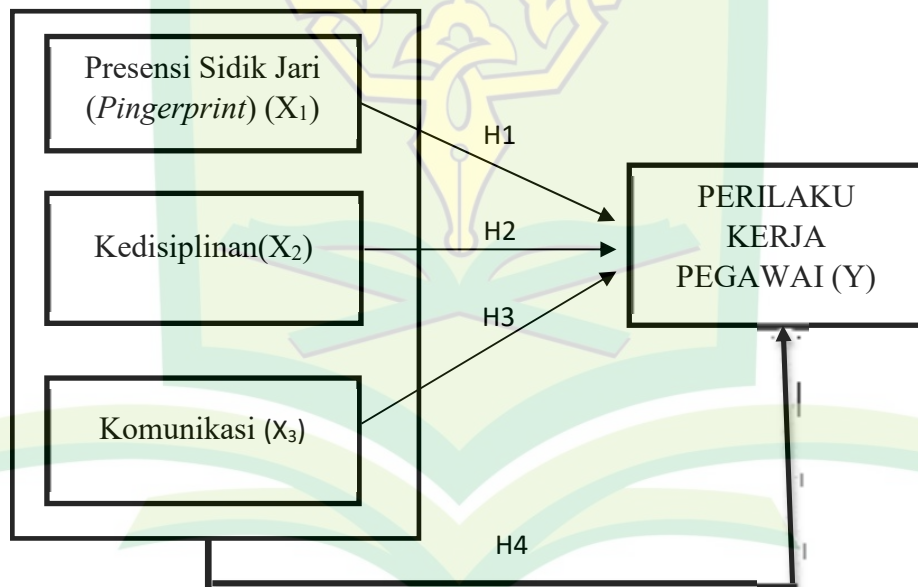 Presensi Sidik Jari
(Pingerprint) (X₁)
H1
PERILAKU
KERJA
PEGAWAI (Y)
Kedisiplinan(X₂)
H2
H3
Komunikasi (X₃)
H4